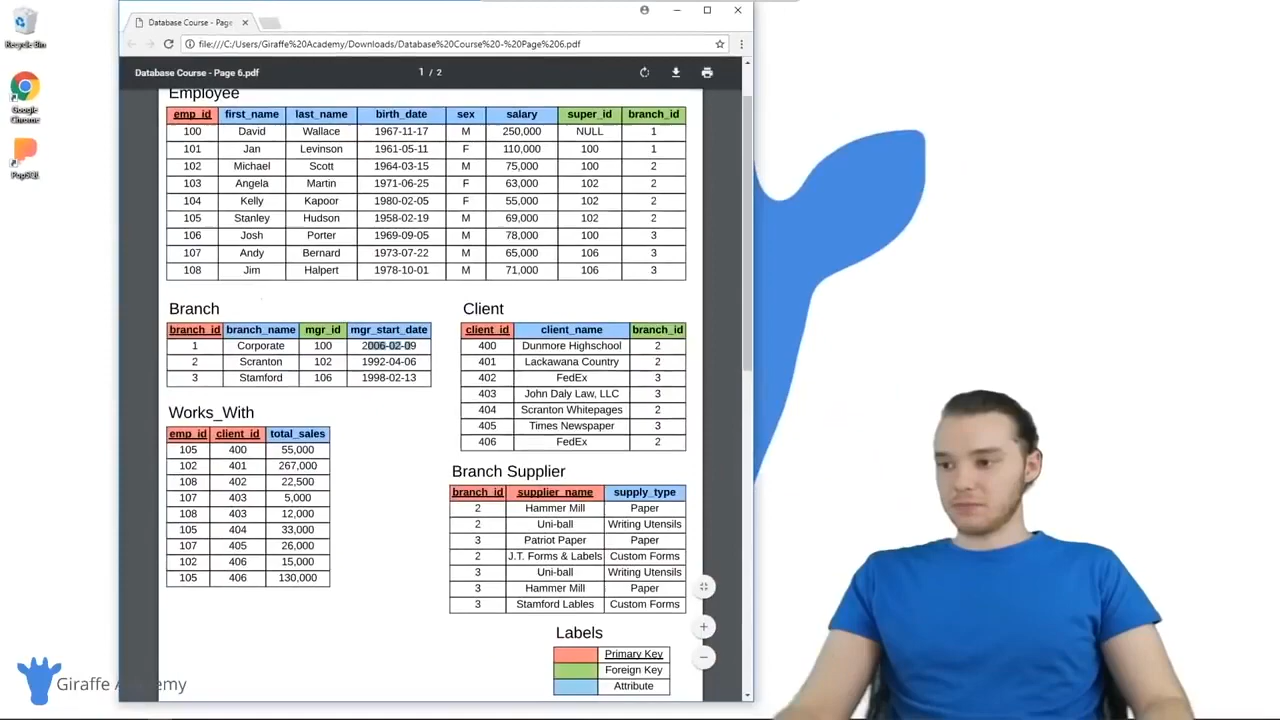 Recycle Bin
Google Chrome
PopSQL
Database Course - Page
file:///C:/Users/Giraffe%20Academy/Downloads/Database%20Course%20-%20Page%206.pdf
Database Course - Page 6.pdf
1 / 2
Employee
emp_id first_name last_name birth_date sex salary super_id branch_id
100 David Wallace 1967-11-17 M 250,000 NULL 1
101 Jan Levinson 1961-05-11 F 110,000 100 1
102 Michael Scott 1964-03-15 M 75,000 100 2
103 Angela Martin 1971-06-25 F 63,000 102 2
104 Kelly Kapoor 1980-02-05 F 55,000 102 2
105 Stanley Hudson 1958-02-19 M 69,000 102 2
106 Josh Porter 1969-09-05 M 78,000 100 3
107 Andy Bernard 1973-07-22 M 65,000 106 3
108 Jim Halpert 1978-10-01 M 71,000 106 3
Branch
branch_id branch_name mgr_id mgr_start_date
1 Corporate 100 2006-02-09
2 Scranton 102 1992-04-06
3 Stamford 106 1998-02-13
Client
client_id client_name branch_id
400 Dunmore Highschool 2
401 Lackawana Country 2
402 FedEx 3
403 John Daly Law, LLC 3
404 Scranton Whitepages 2
405 Times Newspaper 3
406 FedEx 2
Works_With
emp_id client_id total_sales
105 400 55,000
102 401 267,000
108 402 22,500
107 403 5,000
108 403 12,000
105 404 33,000
107 405 26,000
102 406 15,000
105 406 130,000
Branch Supplier
branch_id supplier_name supply_type
2 Hammer Mill Paper
2 Uni-ball Writing Utensils
3 Patriot Paper Paper
2 J.T. Forms & Labels Custom Forms
3 Uni-ball Writing Utensils
3 Hammer Mill Paper
3 Stamford Lables Custom Forms
Labels
Primary Key
Foreign Key
Attribute
Giraffe Academy